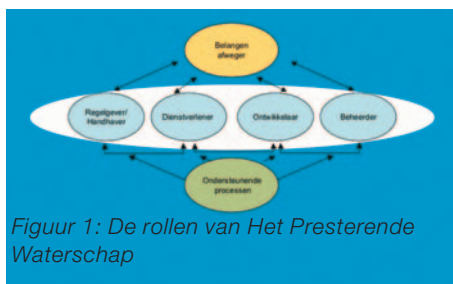 Belangen
afweger
Regelgever/
Handhaver
Dienstverlener
Ontwikkelaar
Beheerder
Ondersteunende
processen
Figuur 1: De rollen van Het Presterende
Waterschap